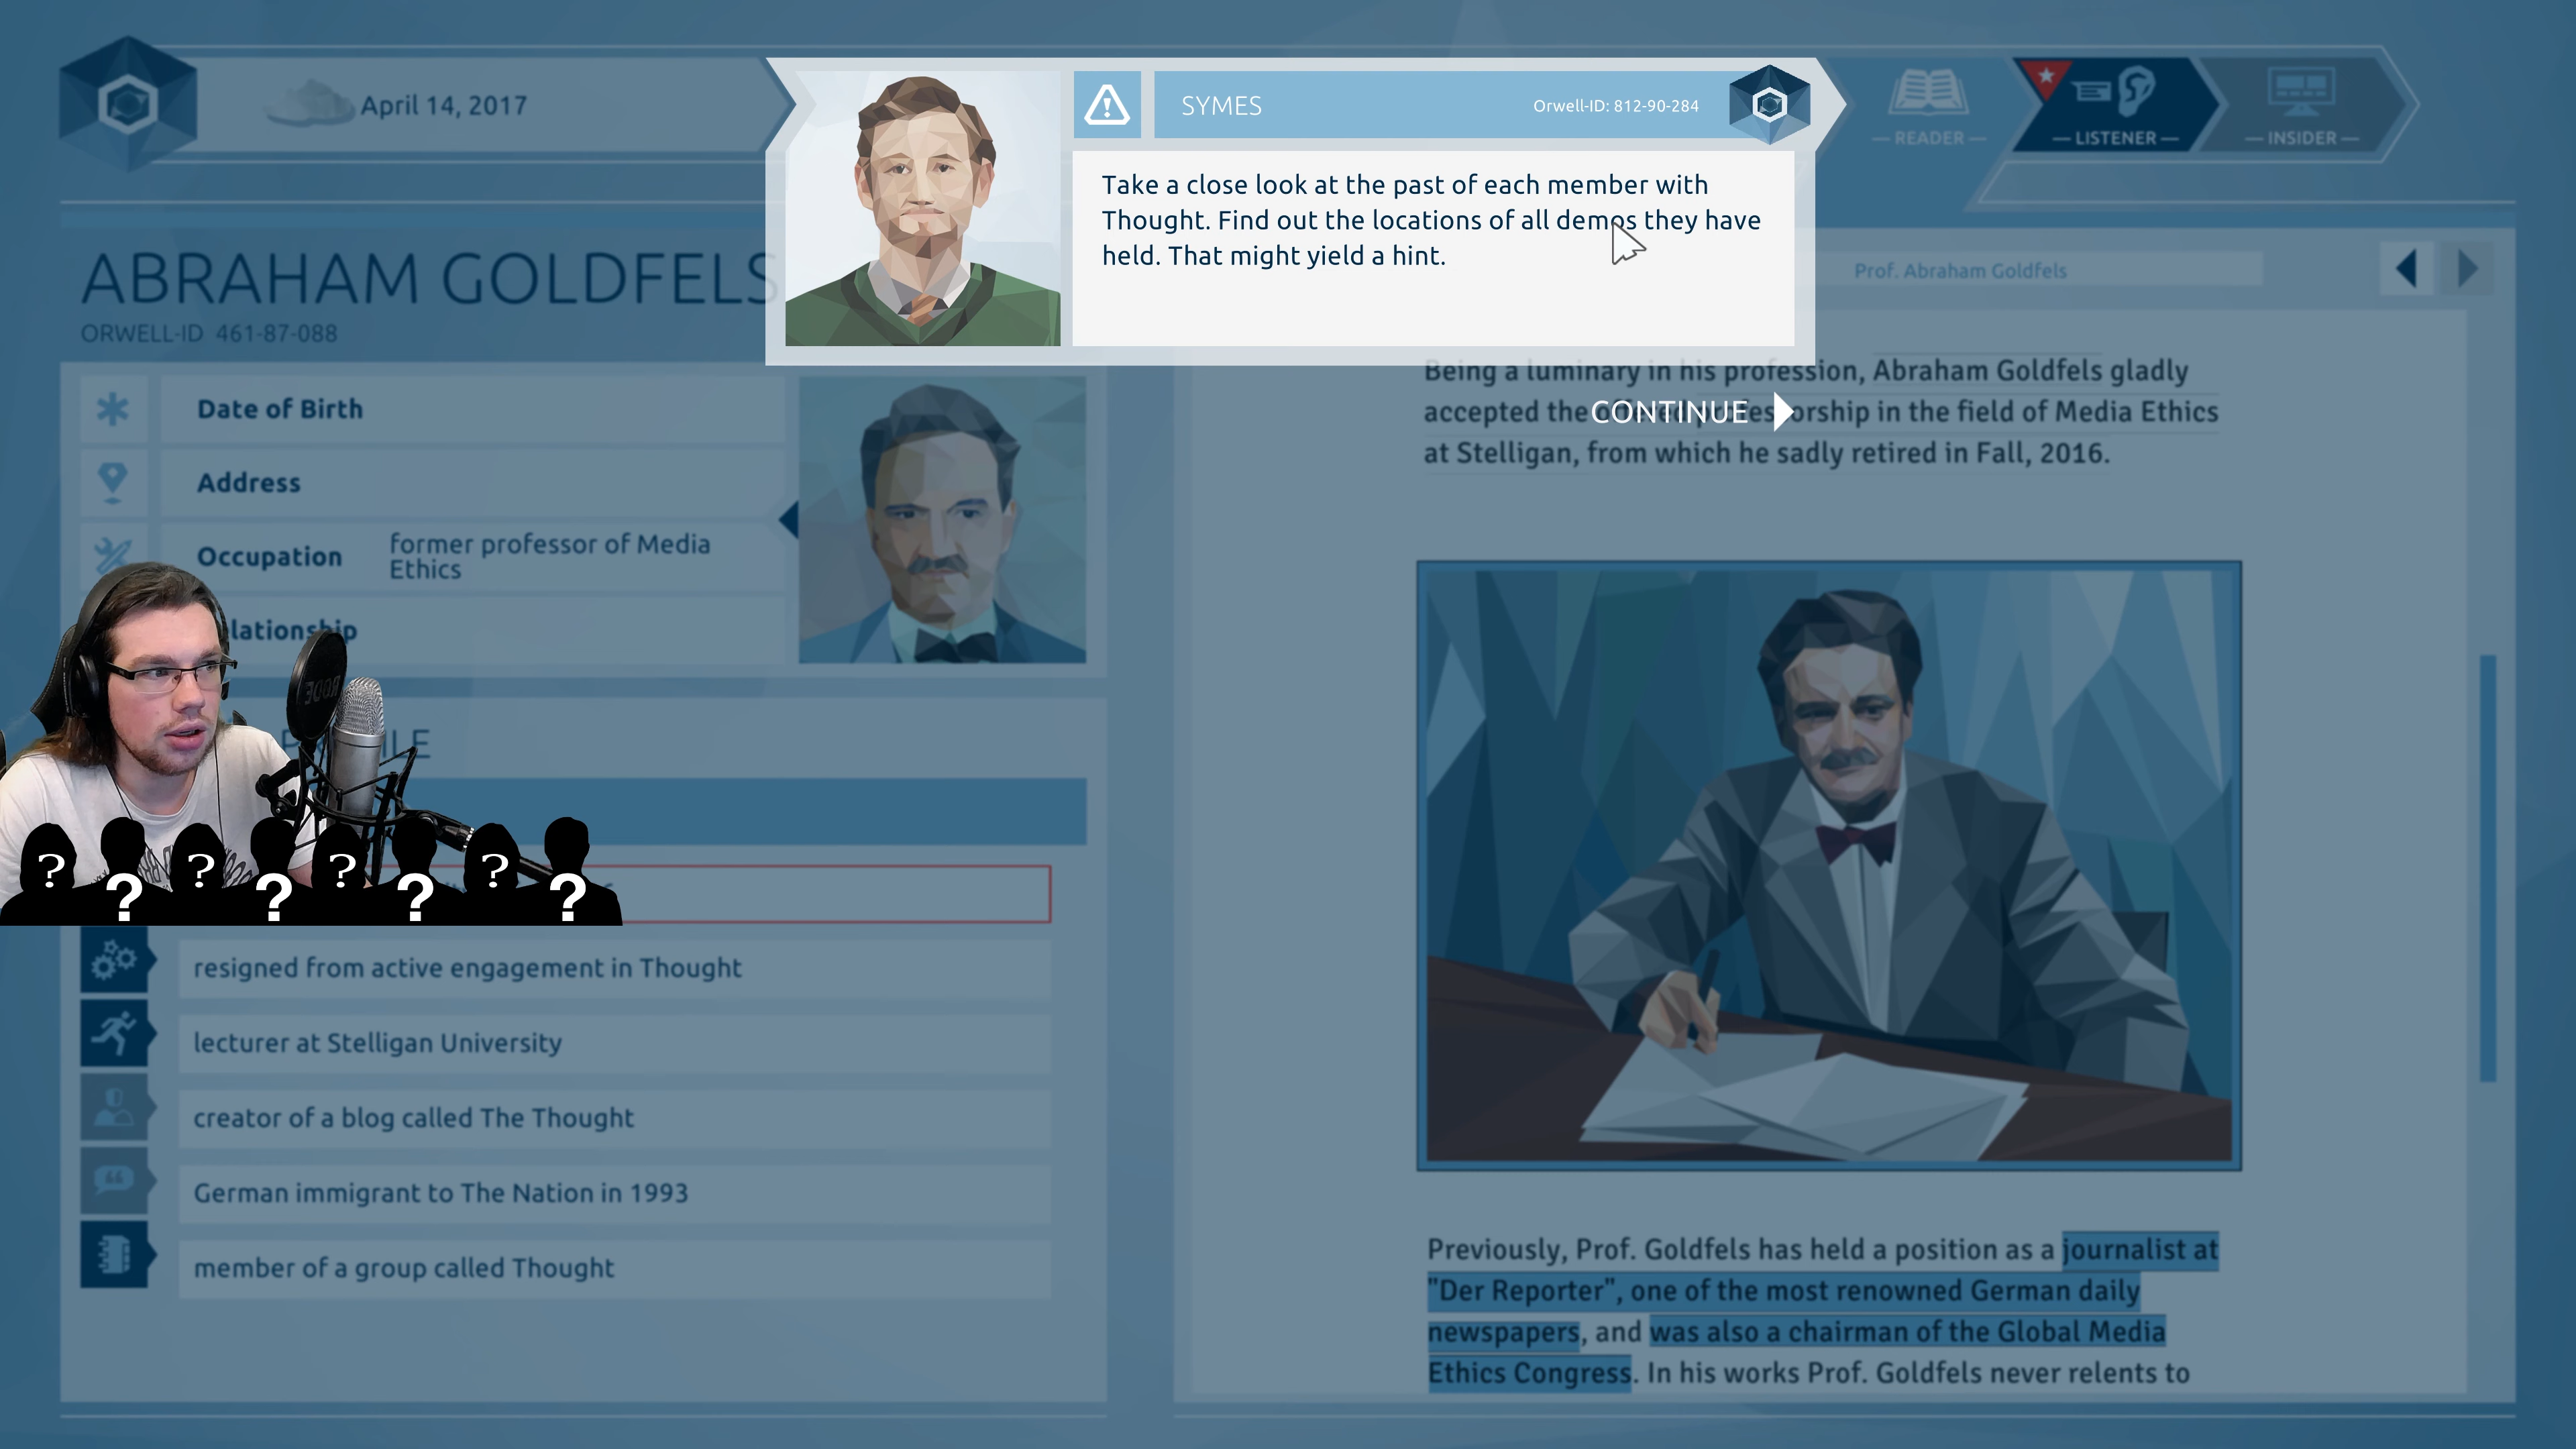 April 14, 2017
SYMES
Orwell-ID: 812-90-284
Take a close look at the past of each member with
Thought. Find out the locations of all demos they have
held. That might yield a hint.
CONTINUE
— READER —
— LISTENER —
— INSIDER —
ABRAHAM GOLDFELS
ORWELL-ID 461-87-088
Date of Birth
Address
Occupation
former professor of Media
Ethics
lationship
RODE
? ? ? ? ? ? ? ?
resigned from active engagement in Thought
lecturer at Stelligan University
creator of a blog called The Thought
German immigrant to The Nation in 1993
member of a group called Thought
Prof. Abraham Goldfels
Being a luminary in his profession, Abraham Goldfels gladly
accepted the offered professorship in the field of Media Ethics
at Stelligan, from which he sadly retired in Fall, 2016.
Previously, Prof. Goldfels has held a position as a journalist at
"Der Reporter", one of the most renowned German daily
newspapers, and was also a chairman of the Global Media
Ethics Congress. In his works Prof. Goldfels never relents to